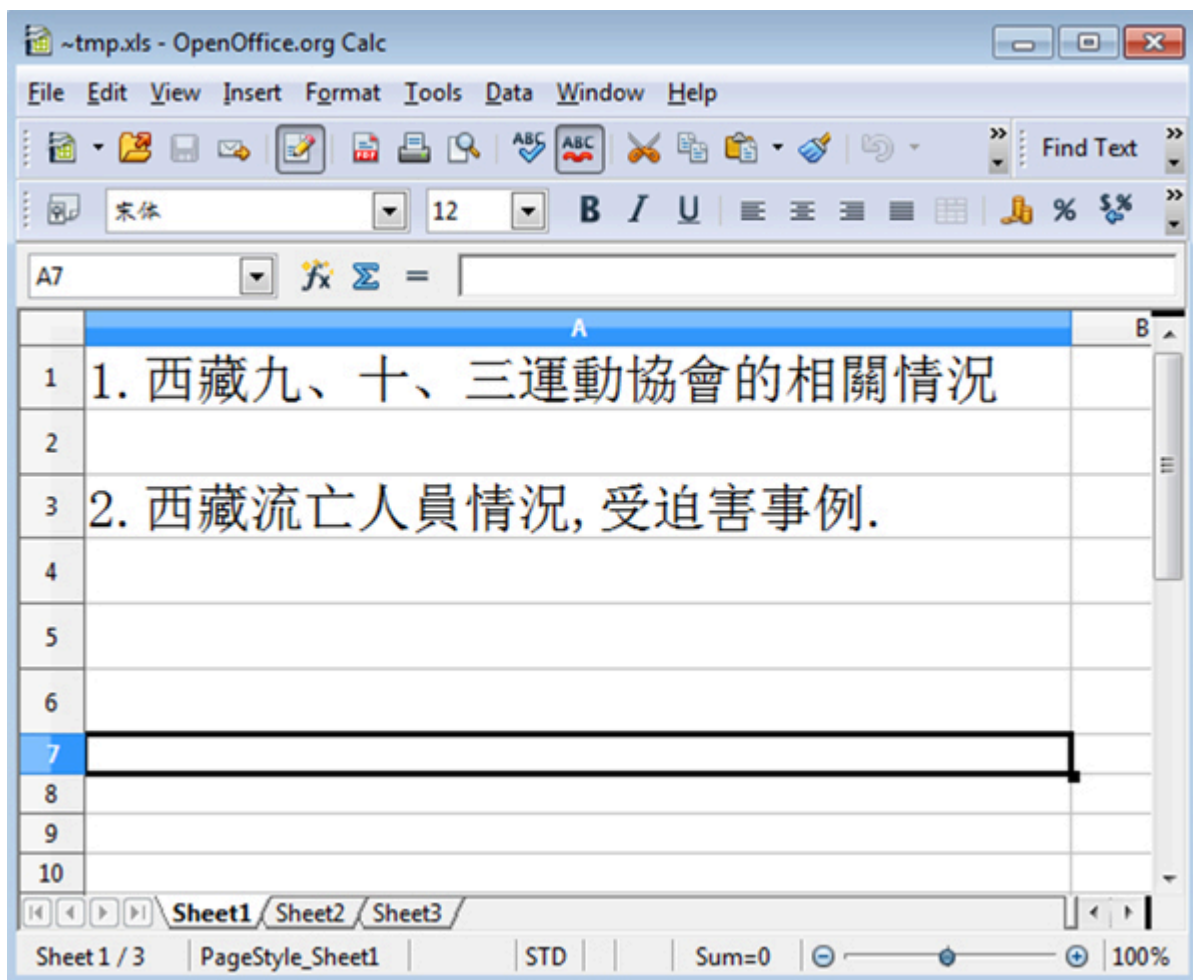 ~tmp.xls - OpenOffice.org Calc
File Edit View Insert Format Tools Data Window Help
Find Text
宋体 12 B I U %
A7 fx Σ =
A B
1 1. 西藏九、十、三運動協會的相關情況
2
3 2. 西藏流亡人員情況, 受迫害事例.
4
5
6
7
8
9
10
Sheet1 Sheet2 Sheet3
Sheet 1 / 3 PageStyle_Sheet1 STD Sum=0 100%